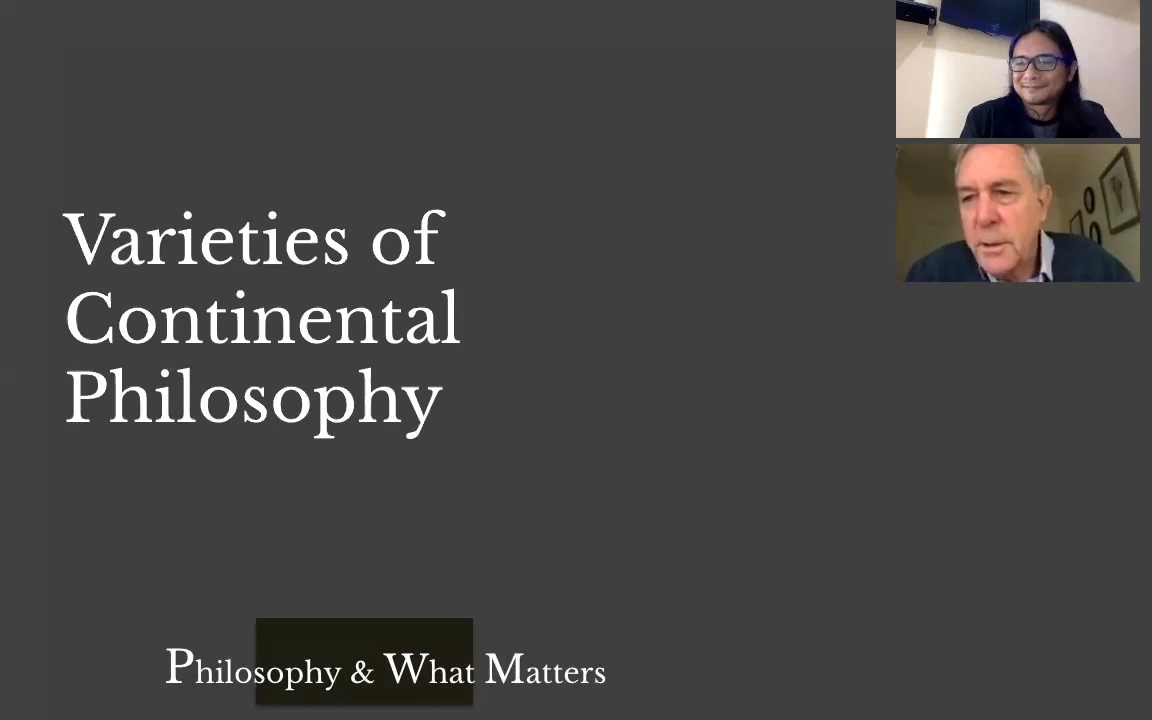 Varieties of
Continental
Philosophy
Philosophy & What Matters